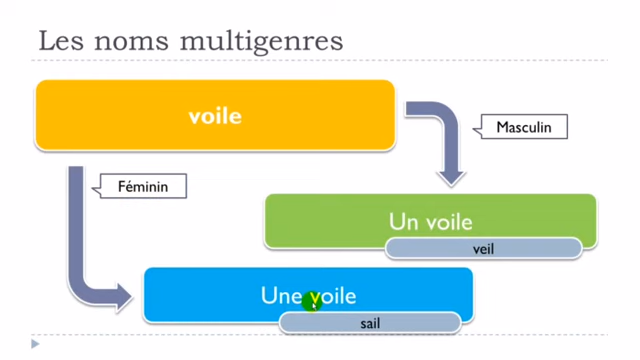 Les noms multigenres
voile
Masculin
Féminin
Un voile
veil
Une voile
sail